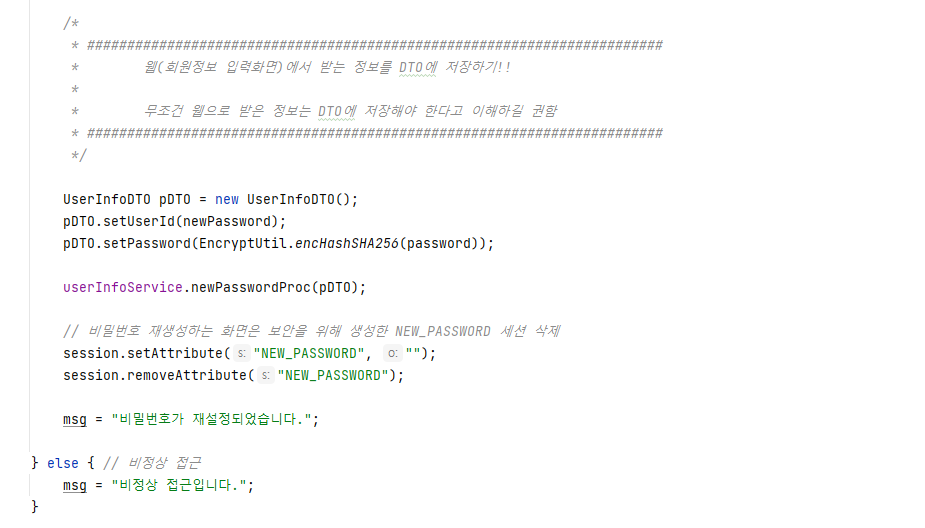 /*
* ########################################################################
*        웹(회원정보 입력화면)에서 받는 정보를 DTO에 저장하기!!
*
*        무조건 웹으로 받은 정보는 DTO에 저장해야 한다고 이해하길 권함
* ########################################################################
*/
UserInfoDTO pDTO = new UserInfoDTO();
pDTO.setUserId(newPassword);
pDTO.setPassword(EncryptUtil.encHashSHA256(password));
userInfoService.newPasswordProc(pDTO);
// 비밀번호 재생성하는 화면은 보안을 위해 생성한 NEW_PASSWORD 세션 삭제
session.setAttribute( s: "NEW_PASSWORD", o: "");
session.removeAttribute( s: "NEW_PASSWORD");
msg = "비밀번호가 재설정되었습니다.";
} else { // 비정상 접근
msg = "비정상 접근입니다.";
}